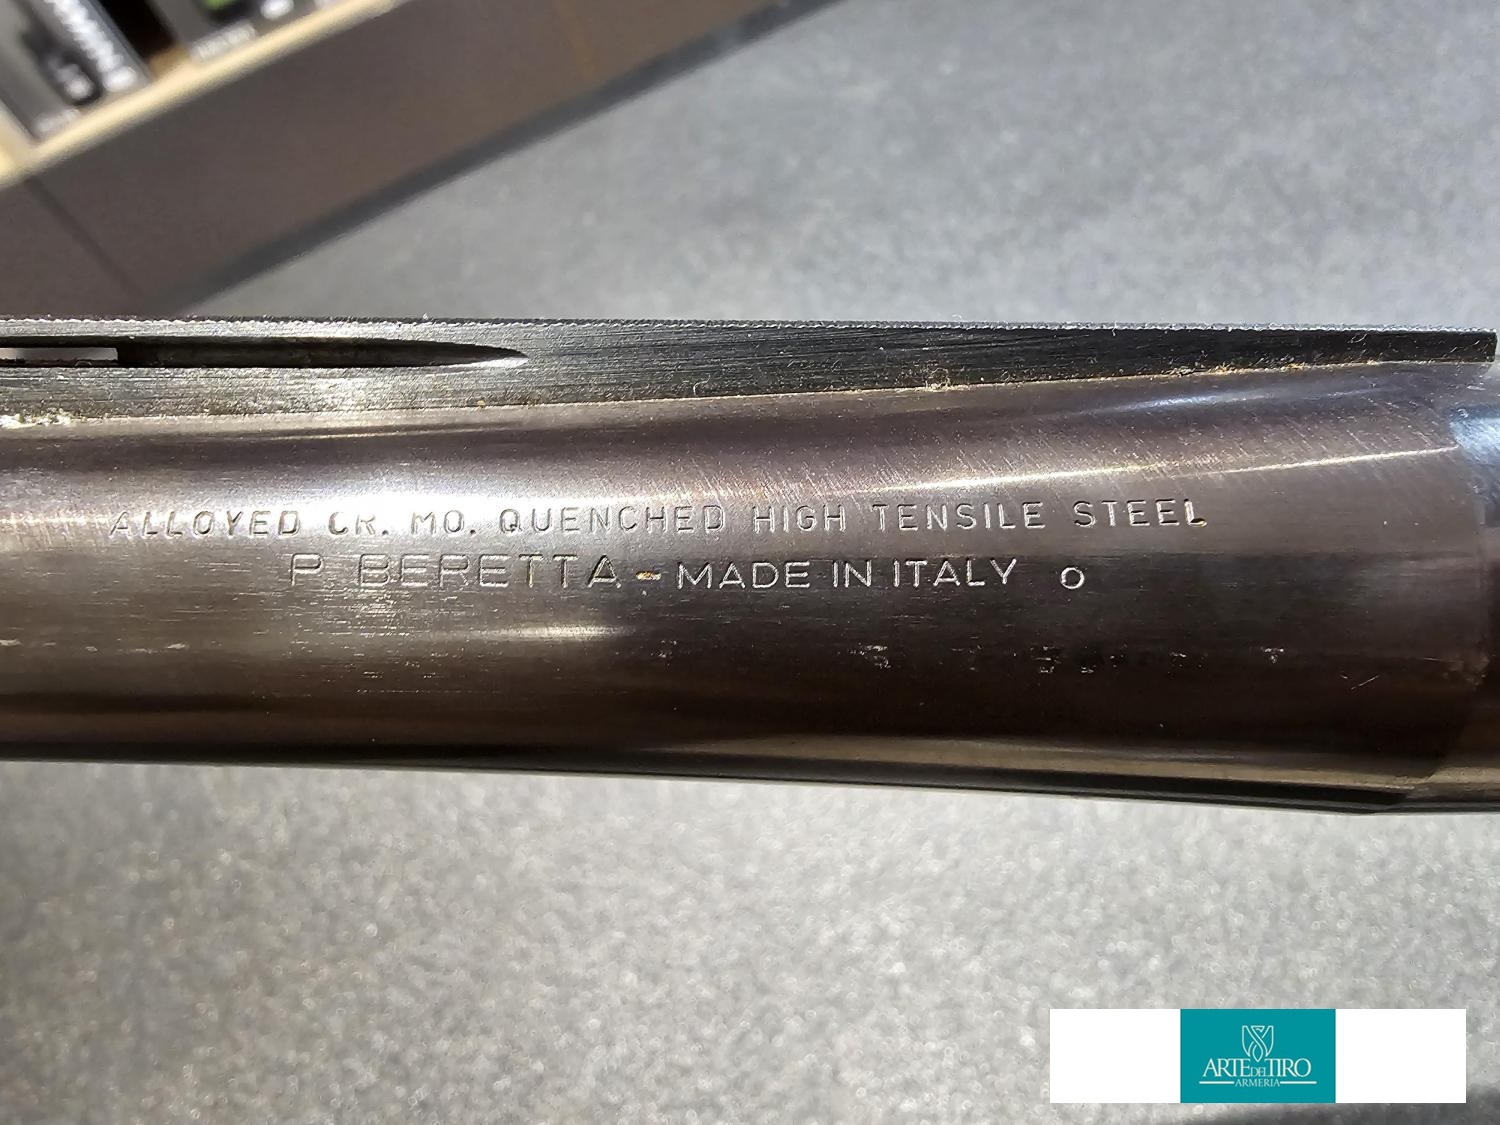 ALLOYED CR. MO. QUENCHED HIGH TENSILE STEEL
P. BERETTA - MADE IN ITALY O
ARTE DEL TIRO
ARMERIA